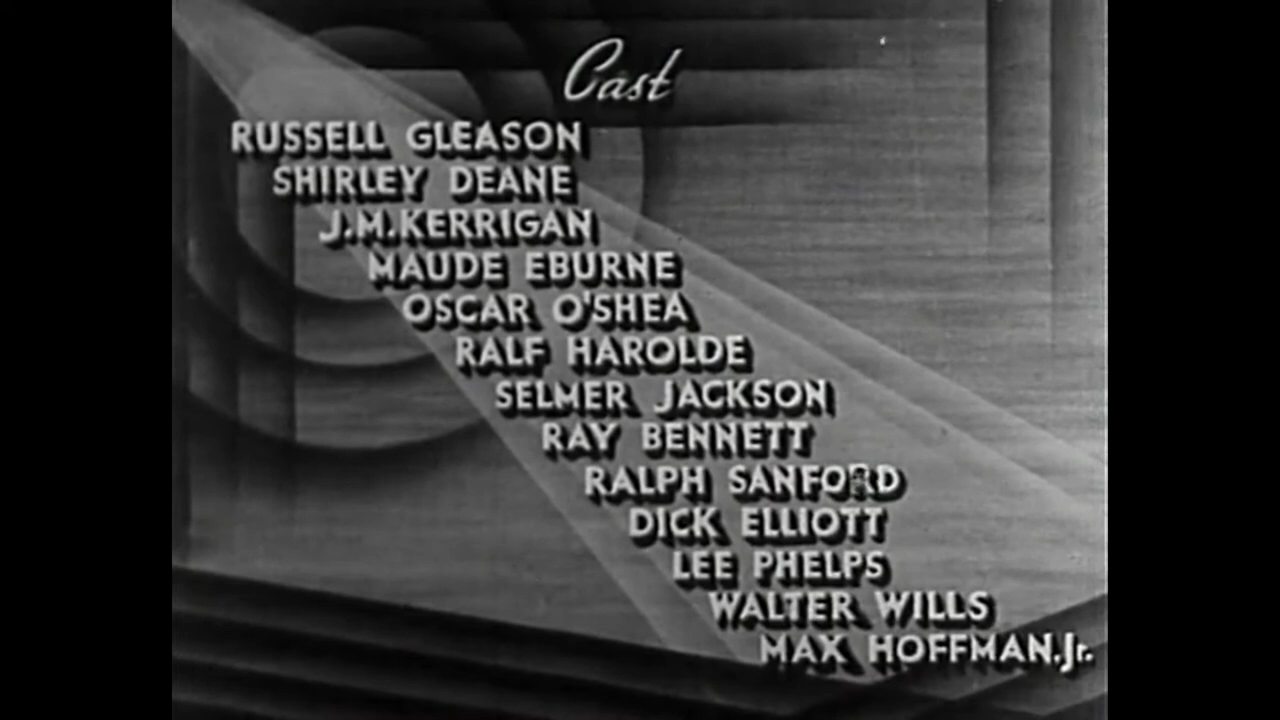 Cast
RUSSELL GLEASON
SHIRLEY DEANE
J.M.KERRIGAN
MAUDE EBURNE
OSCAR O'SHEA
RALF HAROLDE
SELMER JACKSON
RAY BENNETT
RALPH SANFORD
DICK ELLIOTT
LEE PHELPS
WALTER WILLS
MAX HOFFMAN.Jr.